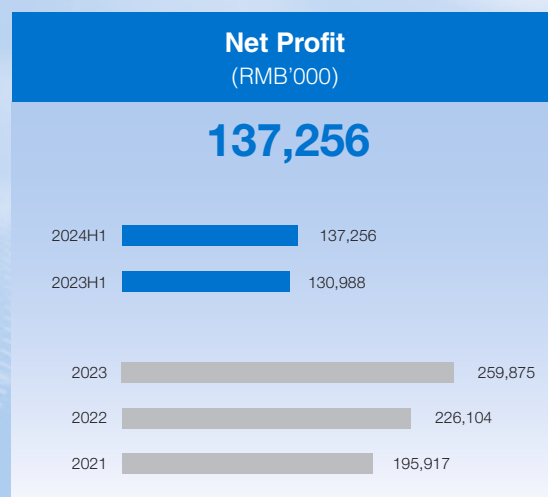 Net Profit
(RMB'000)
137,256
2024H1 137,256
2023H1 130,988
2023 259,875
2022 226,104
2021 195,917